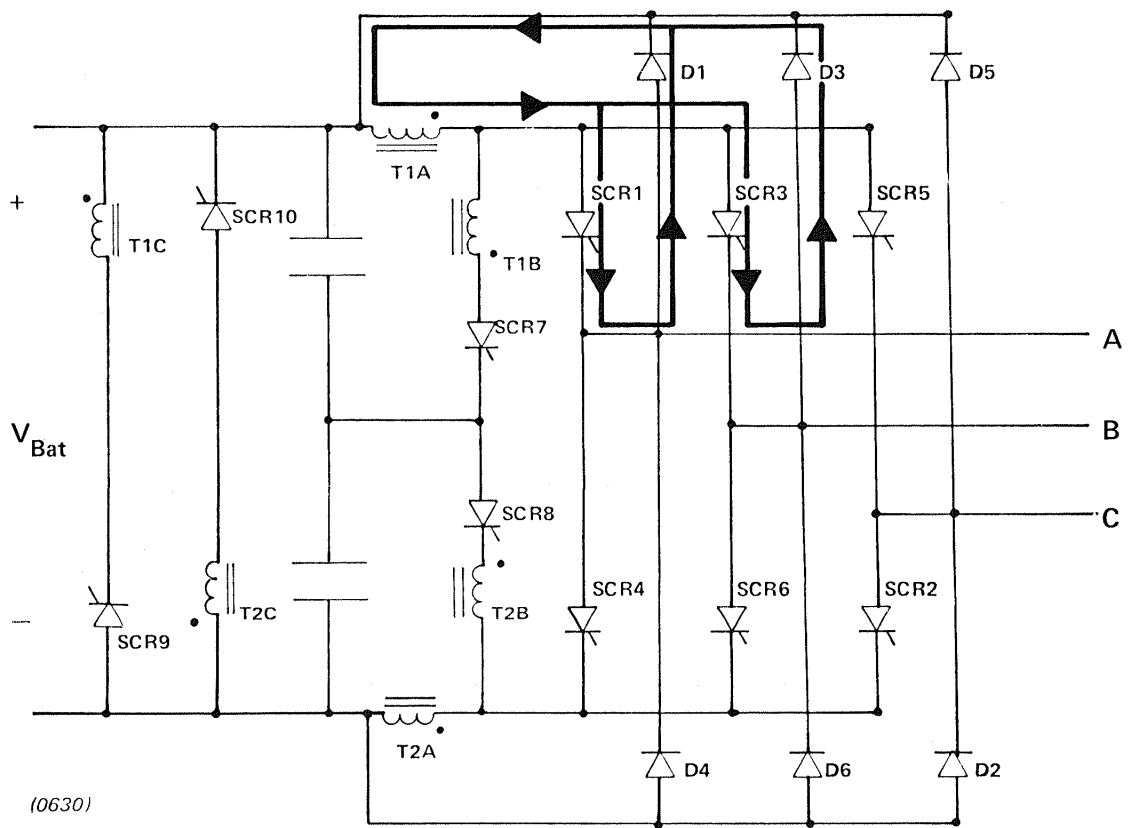 D1
D3
D5
T1A
+
SCR1
SCR3
SCR5
SCR10
T1C
T1B
SCR7
A
V Bat
B
SCR8
C
SCR4
SCR6
SCR2
T2C
T2B
−
SCR9
T2A
D4
D6
D2
(0630)